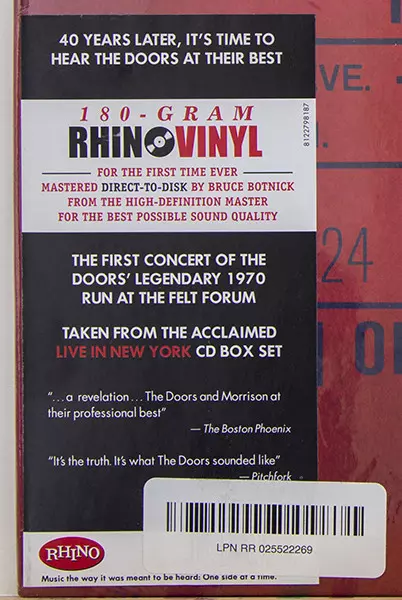 40 YEARS LATER, IT'S TIME TO
HEAR THE DOORS AT THEIR BEST
180-GRAM
RHINOVINYL
8122798187
FOR THE FIRST TIME EVER
MASTERED DIRECT-TO-DISK BY BRUCE BOTNICK
FROM THE HIGH-DEFINITION MASTER
FOR THE BEST POSSIBLE SOUND QUALITY
THE FIRST CONCERT OF THE
DOORS' LEGENDARY 1970
RUN AT THE FELT FORUM
TAKEN FROM THE ACCLAIMED
LIVE IN NEW YORK CD BOX SET
“...a revelation...The Doors and Morrison at
their professional best”
— The Boston Phoenix
“It's the truth. It's what The Doors sounded like”
— Pitchfork
LPN RR 025522269
RHINO
Music the way it was meant to be heard: One side at a time.
VE.
24